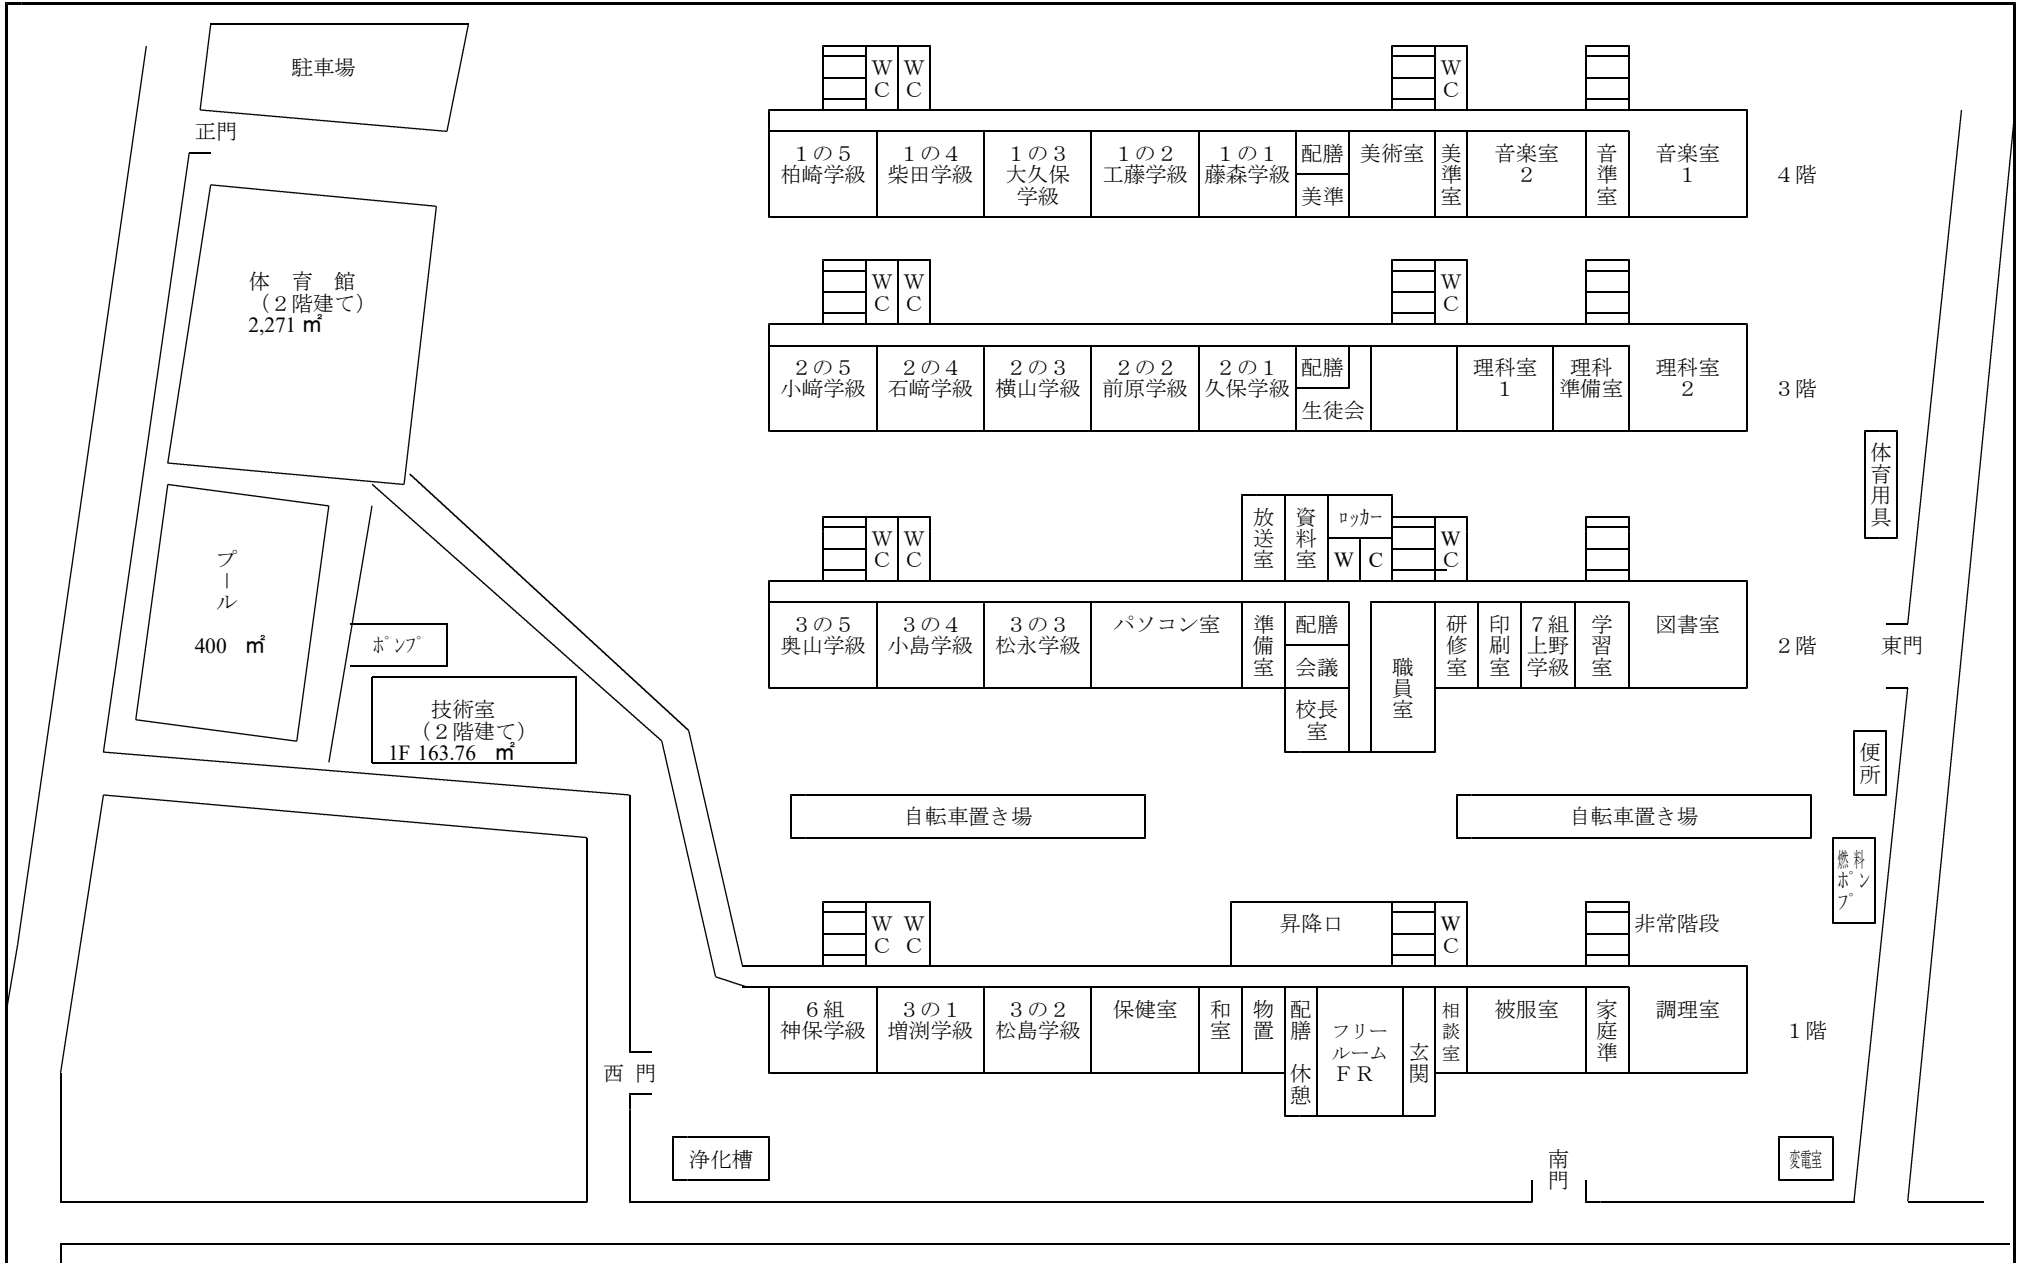 駐車場
正門
体 育 館
（２階建て）
2,271 ㎡
プール
400 ㎡
ﾎﾟﾝﾌﾟ
技術室
（２階建て）
1F 163.76 ㎡
西 門
浄化槽
ＷＣ
ＷＣ
ＷＣ
１の５
柏崎学級
１の４
柴田学級
１の３
大久保
学級
１の２
工藤学級
１の１
藤森学級
配膳
美準
美術室
美準室
音楽室
２
音準室
音楽室
１
４階
ＷＣ
ＷＣ
ＷＣ
２の５
小﨑学級
２の４
石﨑学級
２の３
横山学級
２の２
前原学級
２の１
久保学級
配膳
生徒会
理科室
１
理科
準備室
理科室
２
３階
体育用具
ＷＣ
ＷＣ
放送室
資料室
ﾛｯｶｰ
Ｗ Ｃ
ＷＣ
３の５
奥山学級
３の４
小島学級
３の３
松永学級
パソコン室
準備室
配膳
会議
校長
室
職員室
研修室
印刷室
７組
上野
学級
学習室
図書室
２階
東門
便所
自転車置き場
自転車置き場
燃料
ポンプ
ＷＣ
ＷＣ
昇降口
ＷＣ
非常階段
６組
神保学級
３の１
増渕学級
３の２
松島学級
保健室
和室
物置
配膳 休憩
フリー
ルーム
ＦＲ
玄関
相談室
被服室
家庭準
調理室
１階
南門
変電室